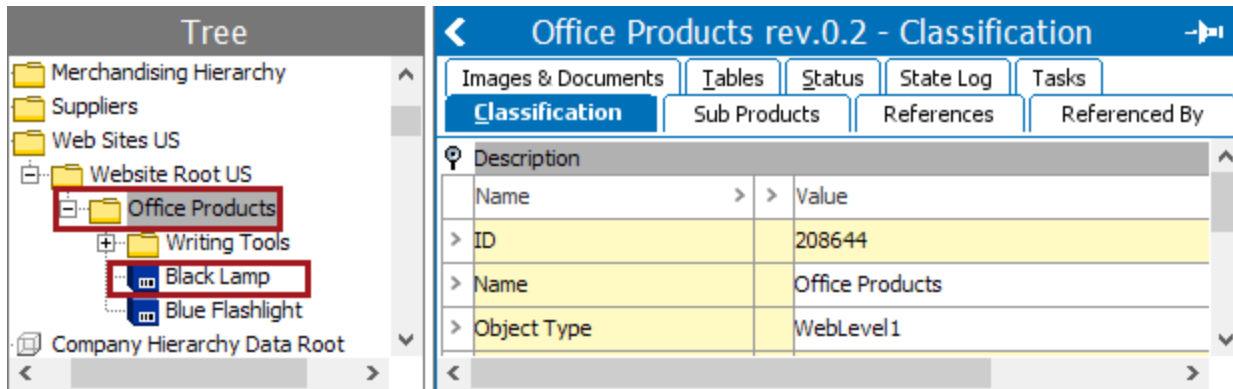 Tree
Merchandising Hierarchy
Suppliers
Web Sites US
Website Root US
Office Products
Writing Tools
Black Lamp
Blue Flashlight
Company Hierarchy Data Root
Office Products rev.0.2 - Classification
Images & Documents Tables Status State Log Tasks
Classification Sub Products References Referenced By
Description
Name > > Value
> ID 208644
> Name Office Products
> Object Type WebLevel1